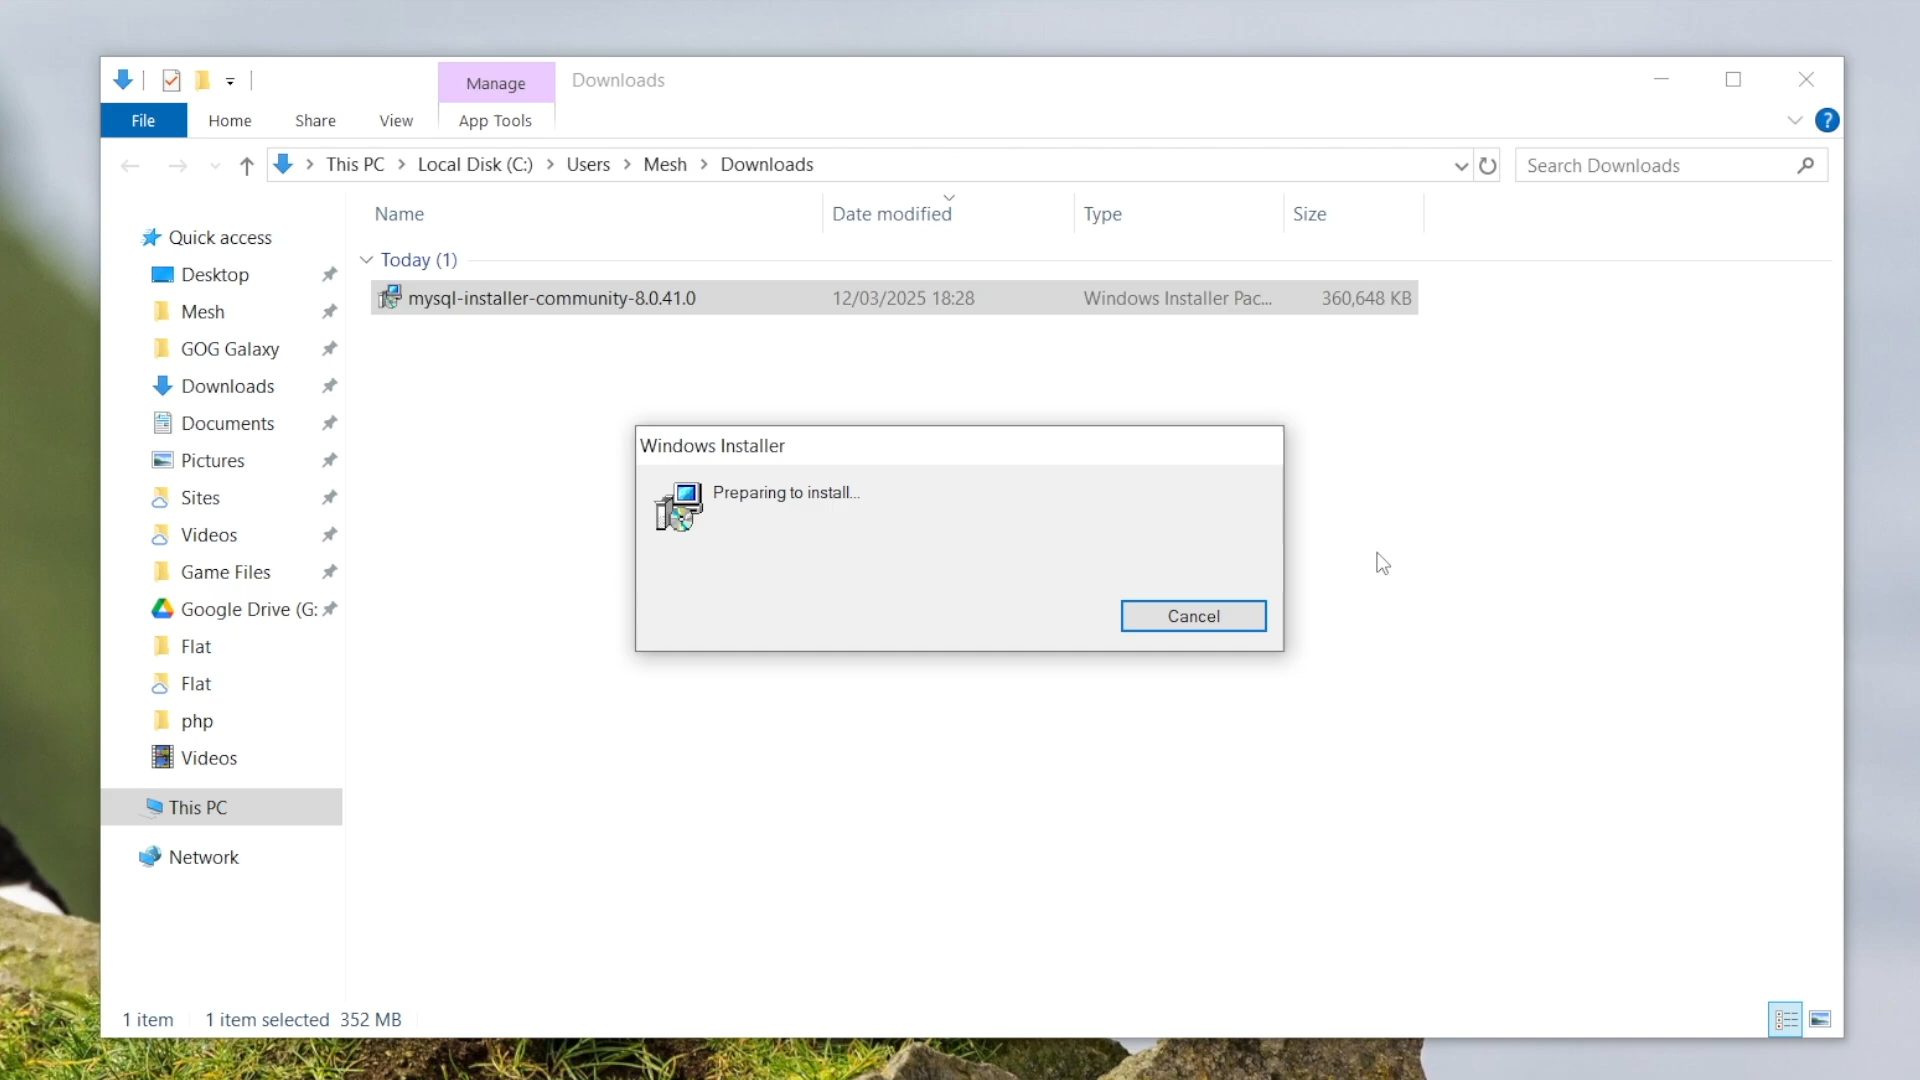 Manage
Downloads
File
Home
Share
View
App Tools
?
This PC
Local Disk (C:)
Users
Mesh
Downloads
Search Downloads
Name
Date modified
Type
Size
Quick access
Desktop
Mesh
GOG Galaxy
Downloads
Documents
Pictures
Sites
Videos
Game Files
Google Drive (G:
Flat
Flat
php
Videos
This PC
Network
Today (1)
mysql-installer-community-8.0.41.0 12/03/2025 18:28 Windows Installer Pac... 360,648 KB
Windows Installer
Preparing to install...
Cancel
1 item 1 item selected 352 MB